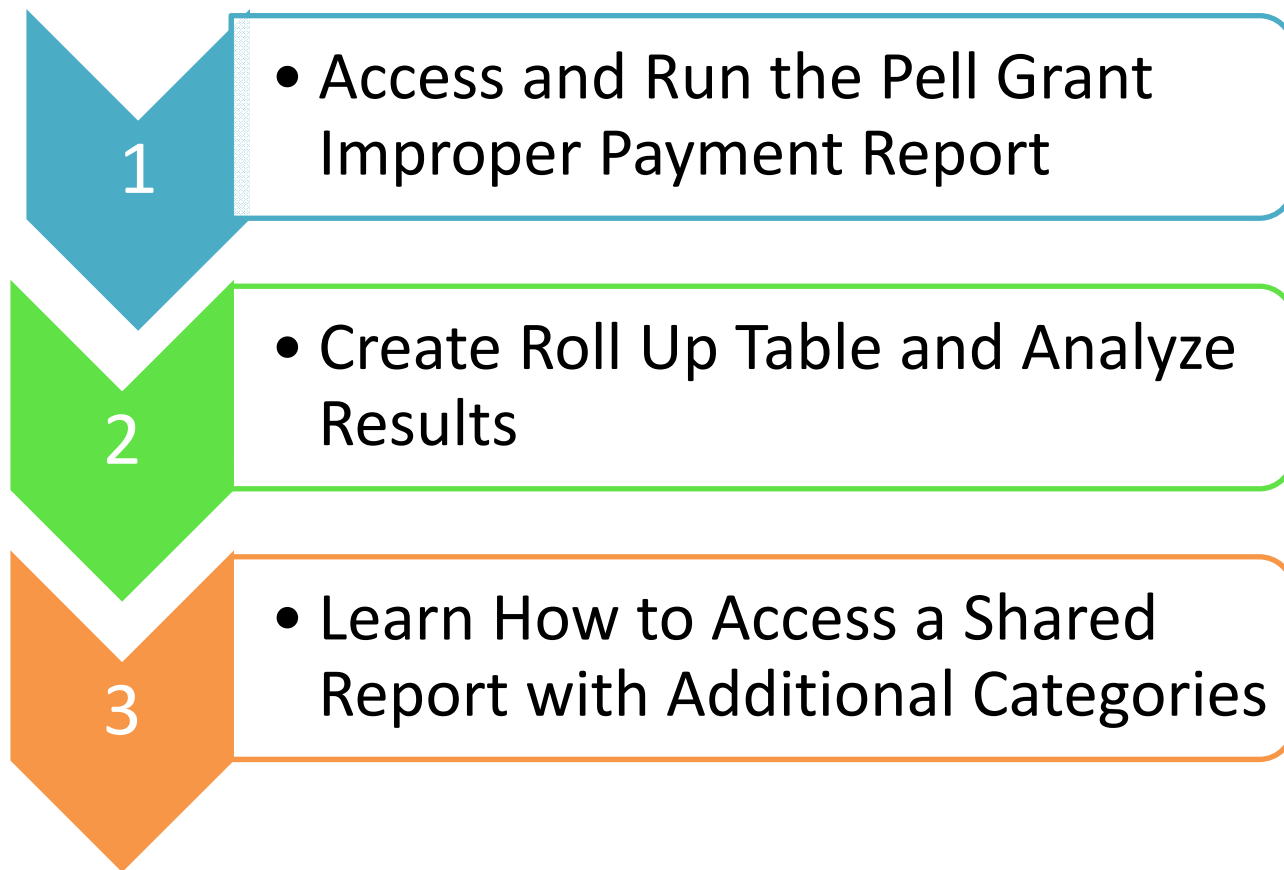 1
• Access and Run the Pell Grant
Improper Payment Report
2
• Create Roll Up Table and Analyze
Results
3
• Learn How to Access a Shared
Report with Additional Categories